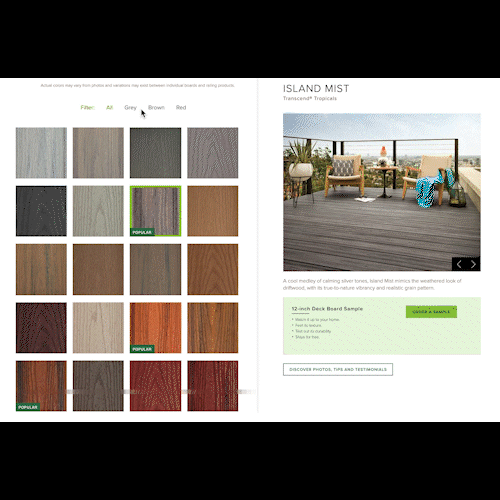 Actual colors may vary from photos and variations may exist between individual boards and railing products.
Filter:
All
Grey
Brown
Red
POPULAR
POPULAR
POPULAR
ISLAND MIST
Transcend® Tropicals
A cool medley of calming silver tones, Island Mist mimics the weathered look of
driftwood, with its true-to-nature vibrancy and realistic grain pattern.
12-inch Deck Board Sample
Match it up to your home.
Feel its texture.
Test out its durability.
Ships for free.
ORDER A SAMPLE
DISCOVER PHOTOS, TIPS AND TESTIMONIALS